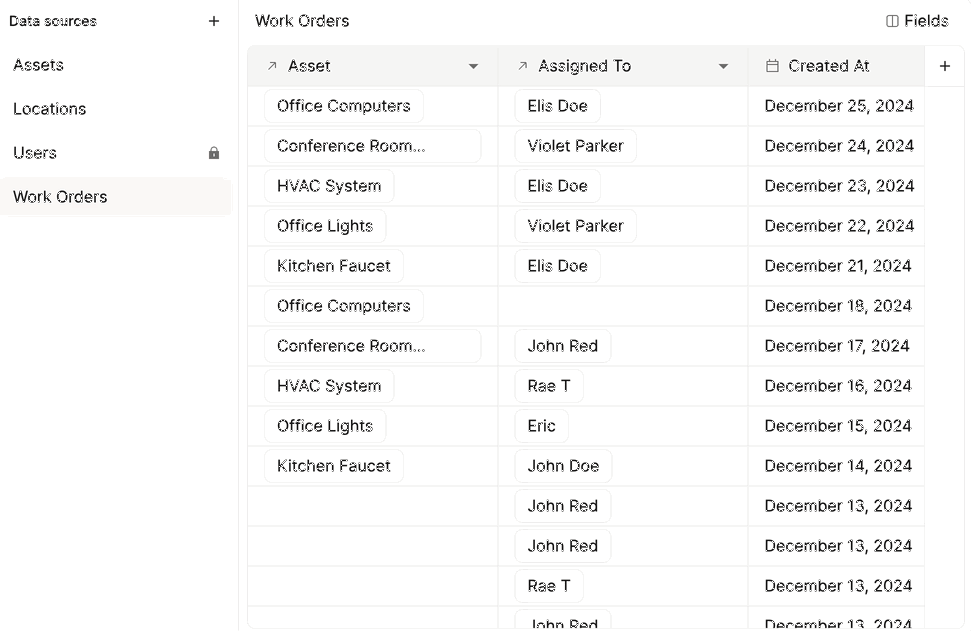 Data sources +
Assets
Locations
Users
Work Orders
Work Orders
Fields
Asset Assigned To Created At +
Office Computers Elis Doe December 25, 2024
Conference Room... Violet Parker December 24, 2024
HVAC System Elis Doe December 23, 2024
Office Lights Violet Parker December 22, 2024
Kitchen Faucet Elis Doe December 21, 2024
Office Computers December 18, 2024
Conference Room... John Red December 17, 2024
HVAC System Rae T December 16, 2024
Office Lights Eric December 15, 2024
Kitchen Faucet John Doe December 14, 2024
John Red December 13, 2024
John Red December 13, 2024
Rae T December 13, 2024
John Red December 13, 2024